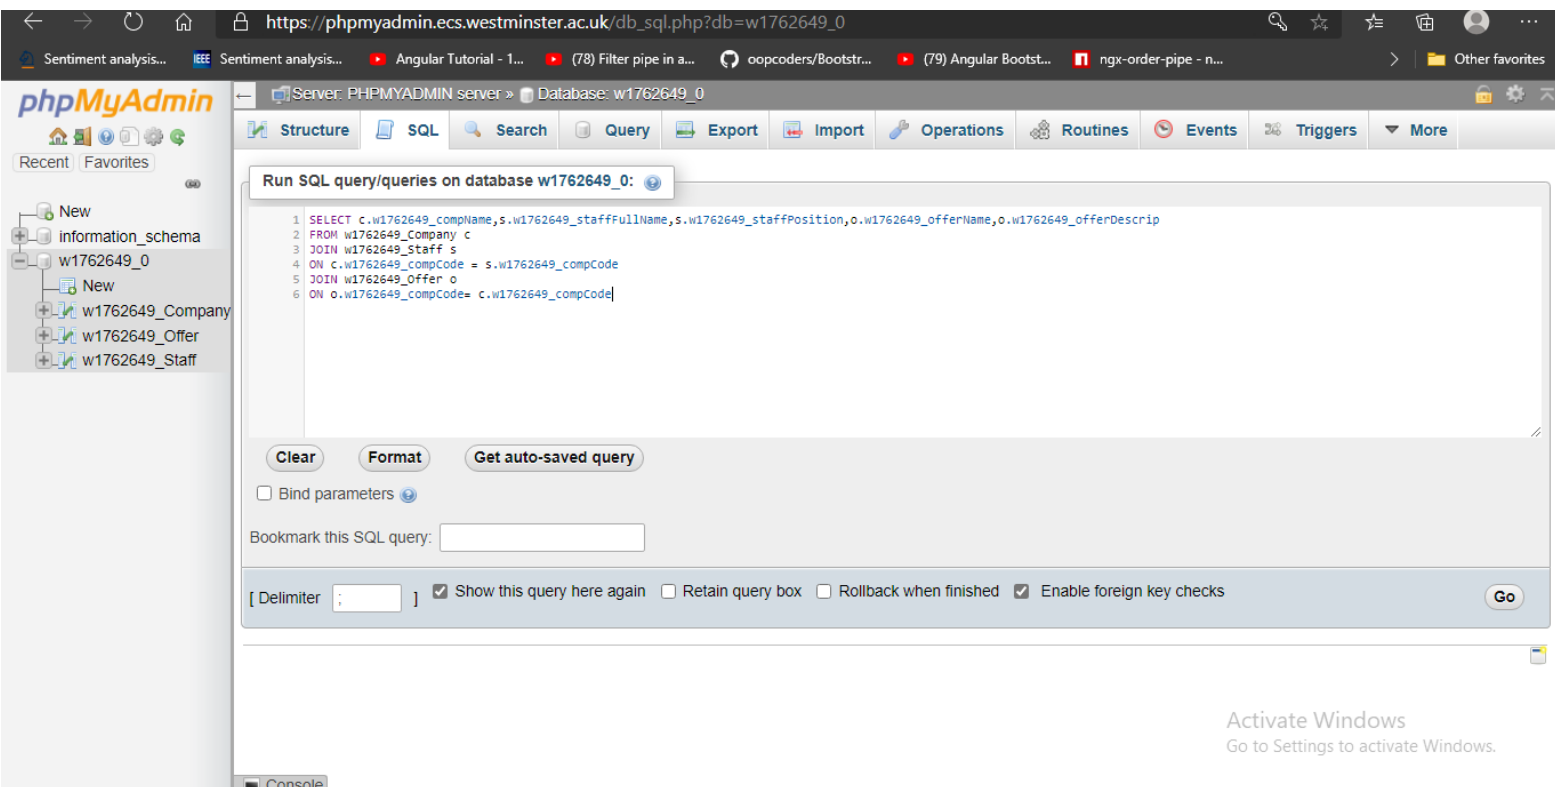 https://phpmyadmin.ecs.westminster.ac.uk/db_sql.php?db=w1762649_0
Sentiment analysis... IEEE Sentiment analysis... Angular Tutorial - 1... (78) Filter pipe in a... oopcoders/Bootstr... (79) Angular Bootst... ngx-order-pipe - n... Other favorites
phpMyAdmin
Recent Favorites
New
information_schema
w1762649_0
New
w1762649_Company
w1762649_Offer
w1762649_Staff
Server: PHPMYADMIN server » Database: w1762649_0
Structure SQL Search Query Export Import Operations Routines Events Triggers More
Run SQL query/queries on database w1762649_0:
1 SELECT c.w1762649_compName,s.w1762649_staffFullName,s.w1762649_staffPosition,o.w1762649_offerName,o.w1762649_offerDescrip
2 FROM w1762649_Company c
3 JOIN w1762649_Staff s
4 ON c.w1762649_compCode = s.w1762649_compCode
5 JOIN w1762649_Offer o
6 ON o.w1762649_compCode= c.w1762649_compCode
Clear Format Get auto-saved query
Bind parameters
Bookmark this SQL query:
[ Delimiter ; ] Show this query here again Retain query box Rollback when finished Enable foreign key checks Go
Activate Windows
Go to Settings to activate Windows.
Console